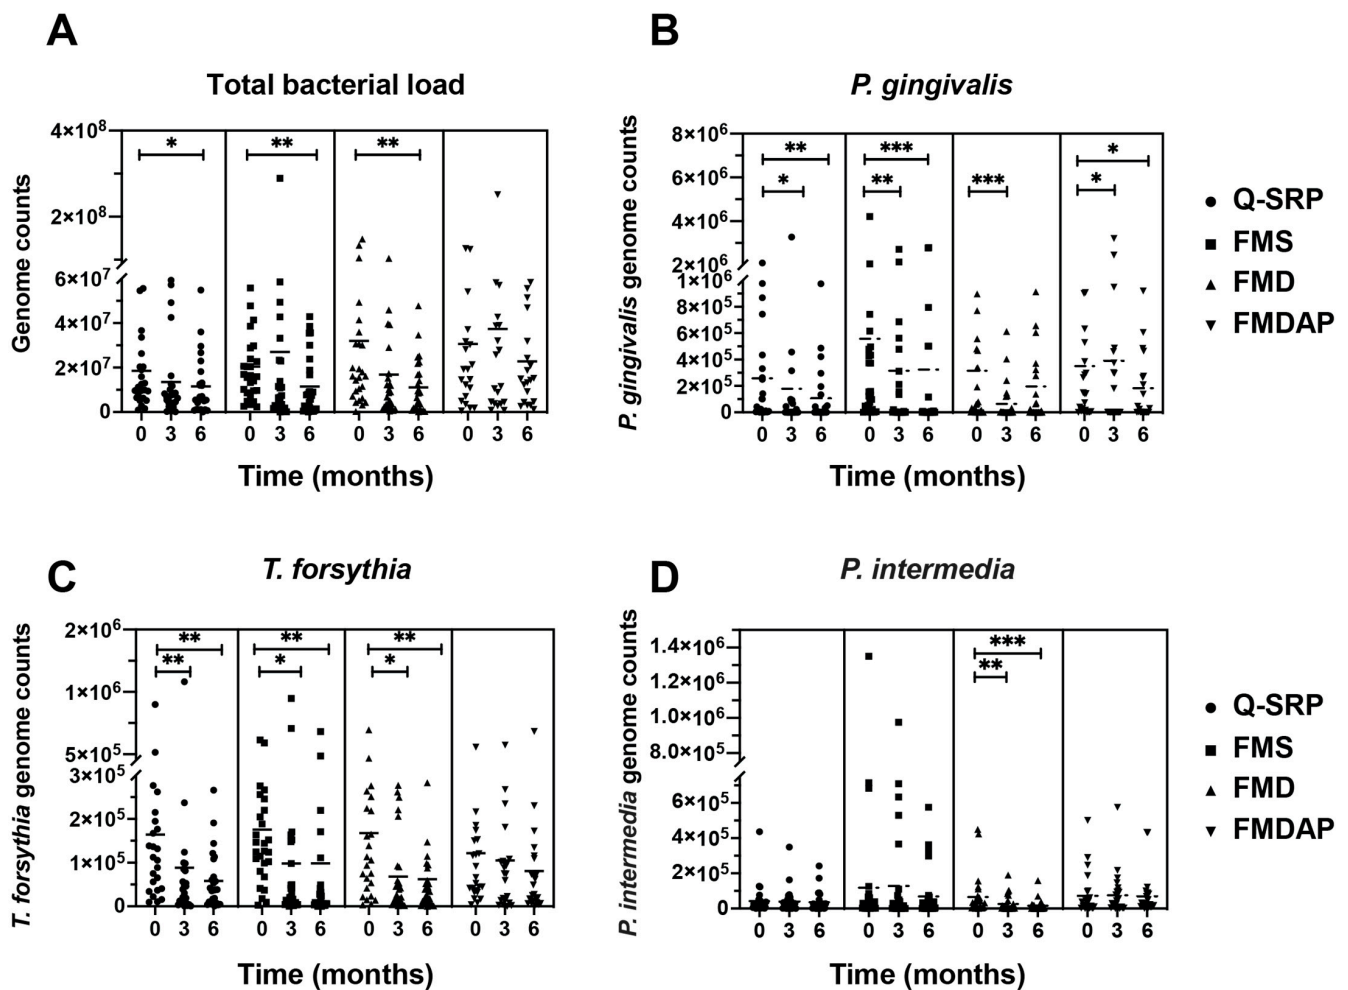 A
Total bacterial load
Genome counts
4×10⁸
2×10⁸
6×10⁷
4×10⁷
2×10⁷
0
* ** **
0 3 6 0 3 6 0 3 6 0 3 6
Time (months)
B
P. gingivalis
P. gingivalis genome counts
8×10⁶
6×10⁶
4×10⁶
2×10⁶
1×10⁶
8×10⁵
6×10⁵
4×10⁵
2×10⁵
0
** *** *
* ** *** *
0 3 6 0 3 6 0 3 6 0 3 6
Time (months)
Q-SRP
FMS
FMD
FMDAP
C
T. forsythia
T. forsythia genome counts
2×10⁶
1×10⁶
5×10⁵
3×10⁵
2×10⁵
1×10⁵
0
** ** **
** * *
0 3 6 0 3 6 0 3 6 0 3 6
Time (months)
D
P. intermedia
P. intermedia genome counts
1.4×10⁶
1.2×10⁶
1.0×10⁶
8.0×10⁵
6×10⁵
4×10⁵
2×10⁵
0
***
**
0 3 6 0 3 6 0 3 6 0 3 6
Time (months)
Q-SRP
FMS
FMD
FMDAP